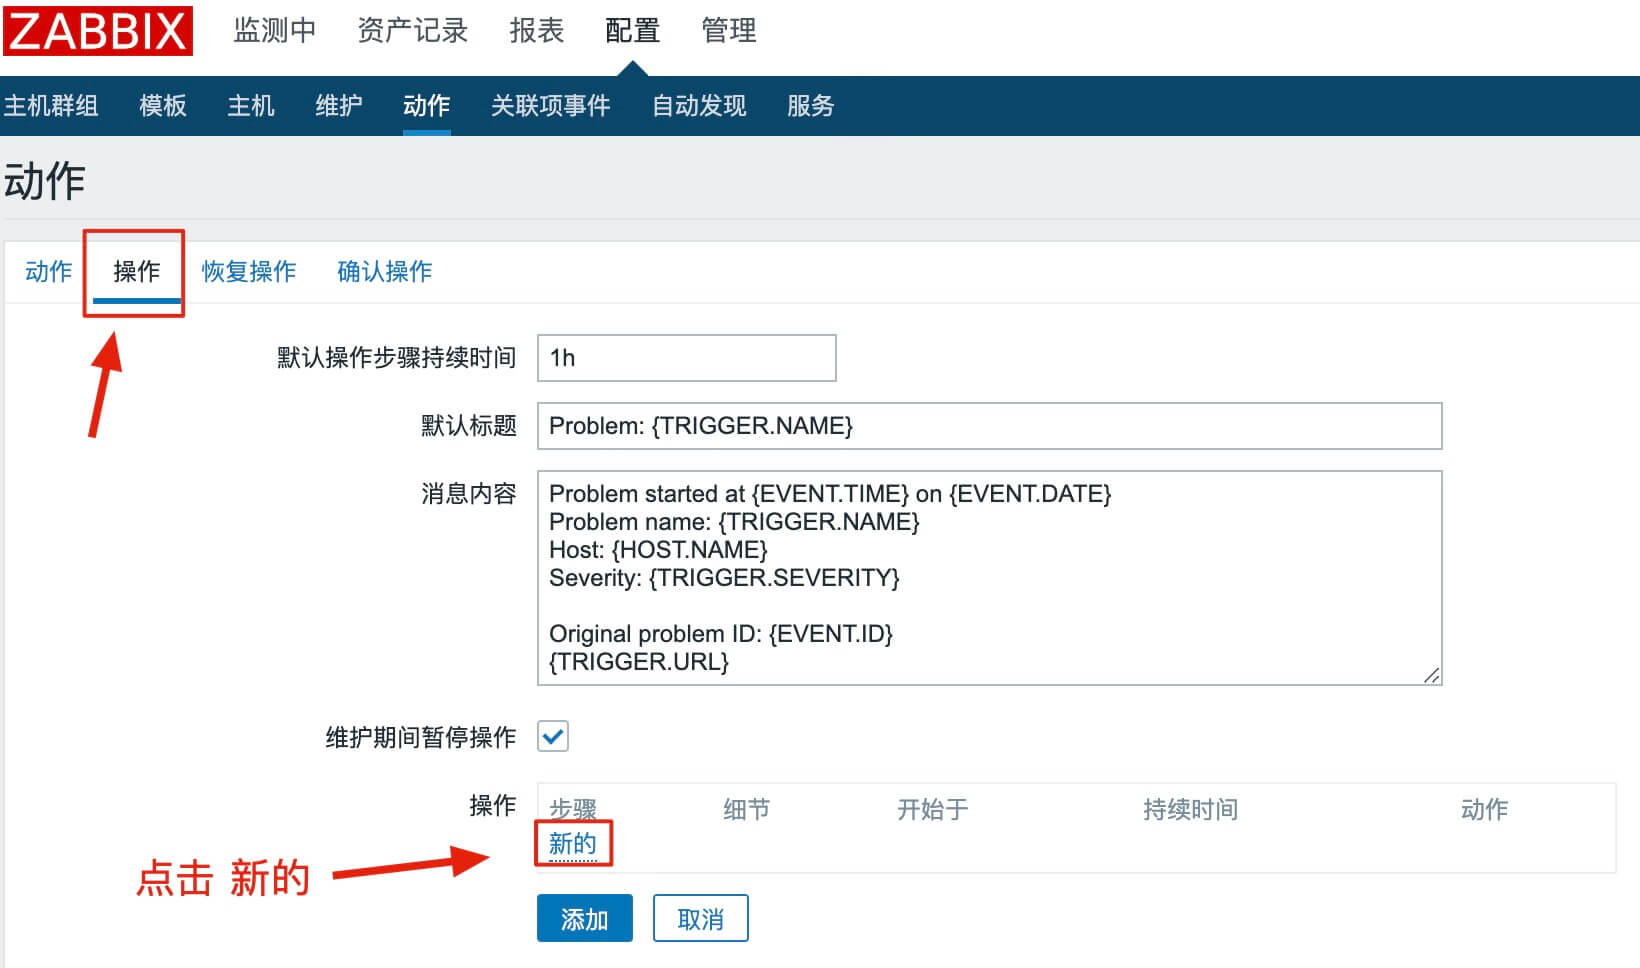 ZABBIX 监测中 资产记录 报表 配置 管理
主机群组 模板 主机 维护 动作 关联项事件 自动发现 服务
动作
动作 操作 恢复操作 确认操作
默认操作步骤持续时间 1h
默认标题 Problem: {TRIGGER.NAME}
消息内容 Problem started at {EVENT.TIME} on {EVENT.DATE}
Problem name: {TRIGGER.NAME}
Host: {HOST.NAME}
Severity: {TRIGGER.SEVERITY}
Original problem ID: {EVENT.ID}
{TRIGGER.URL}
维护期间暂停操作
操作 步骤 细节 开始于 持续时间 动作
新的
点击 新的
添加 取消